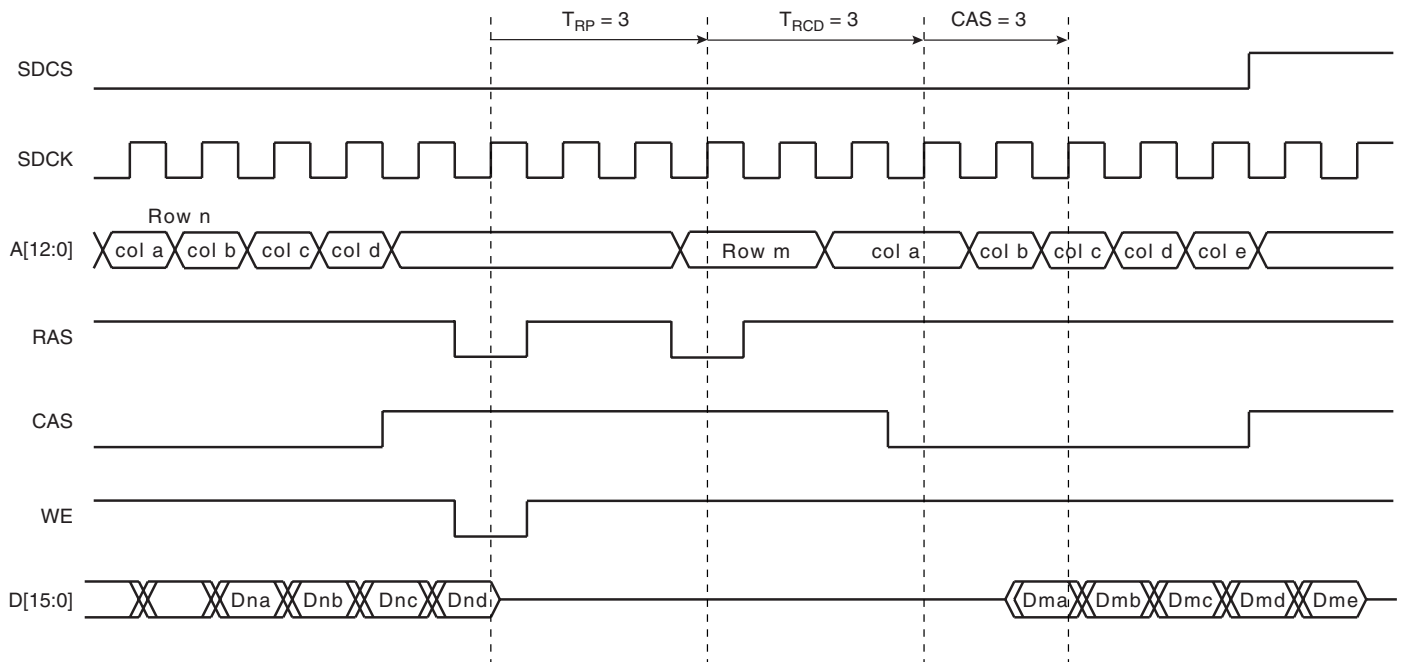 T_RP = 3 T_RCD = 3 CAS = 3
SDCS
SDCK
Row n
A[12:0] col a col b col c col d Row m col a col b col c col d col e
RAS
CAS
WE
D[15:0] Dna Dnb Dnc Dnd Dma Dmb Dmc Dmd Dme